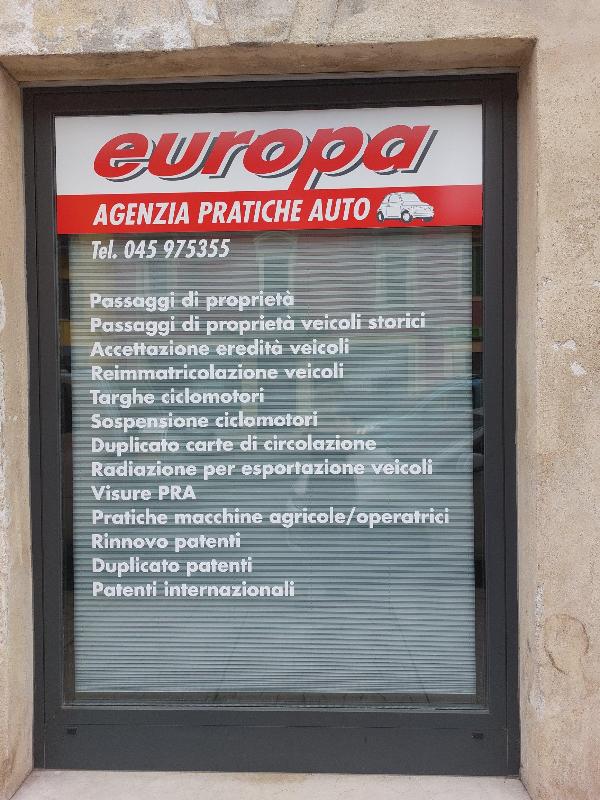 europa
AGENZIA PRATICHE AUTO
Tel. 045 975355
Passaggi di proprietà
Passaggi di proprietà veicoli storici
Accettazione eredità veicoli
Reimmatricolazione veicoli
Targhe ciclomotori
Sospensione ciclomotori
Duplicato carte di circolazione
Radiazione per esportazione veicoli
Visure PRA
Pratiche macchine agricole/operatrici
Rinnovo patenti
Duplicato patenti
Patenti internazionali